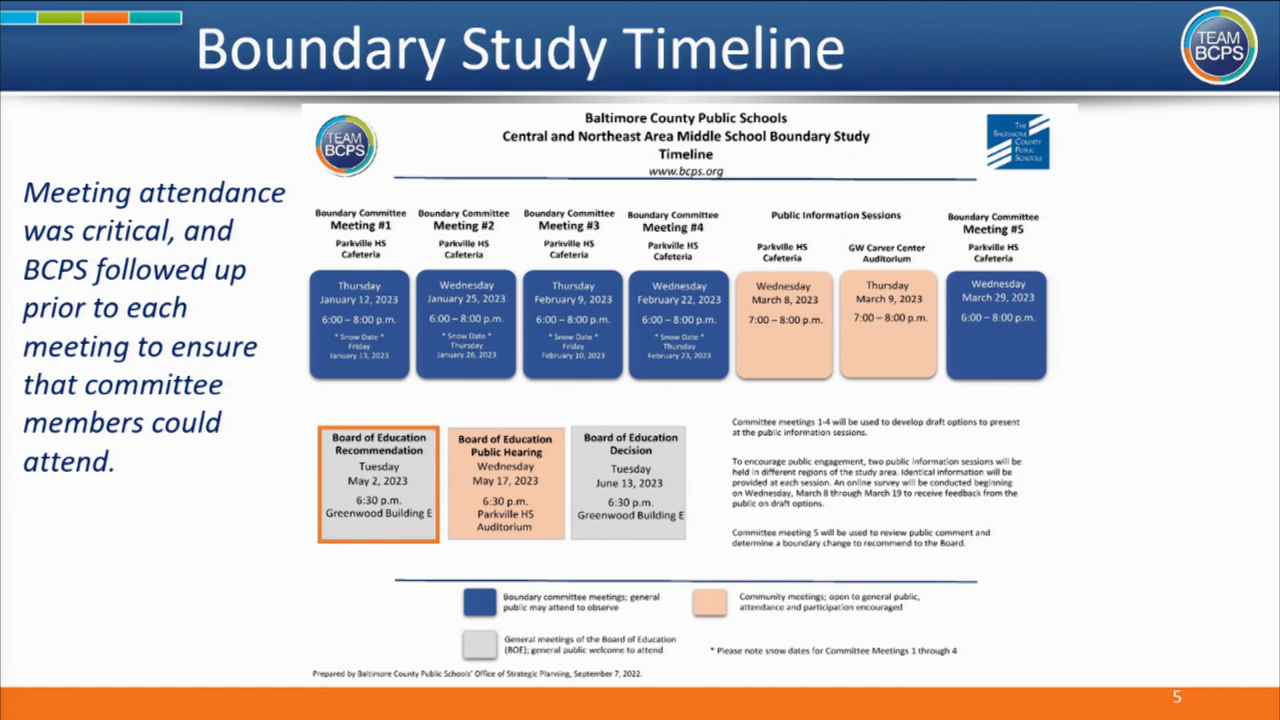 Boundary Study Timeline
TEAM
BCPS
Meeting attendance
was critical, and
BCPS followed up
prior to each
meeting to ensure
that committee
members could
attend.
TEAM
BCPS
Baltimore County Public Schools
Central and Northeast Area Middle School Boundary Study
Timeline
www.bcps.org
THE
BALTIMORE
COUNTY
PUBLIC
SCHOOLS
Boundary Committee
Meeting #1
Parkville HS
Cafeteria
Thursday
January 12, 2023
6:00 – 8:00 p.m.
* Snow Date *
Friday
January 13, 2023
Boundary Committee
Meeting #2
Parkville HS
Cafeteria
Wednesday
January 25, 2023
6:00 – 8:00 p.m.
* Snow Date *
Thursday
January 26, 2023
Boundary Committee
Meeting #3
Parkville HS
Cafeteria
Thursday
February 9, 2023
6:00 – 8:00 p.m.
* Snow Date *
Friday
February 10, 2023
Boundary Committee
Meeting #4
Parkville HS
Cafeteria
Wednesday
February 22, 2023
6:00 – 8:00 p.m.
* Snow Date *
Thursday
February 23, 2023
Public Information Sessions
Parkville HS
Cafeteria
Wednesday
March 8, 2023
7:00 – 8:00 p.m.
GW Carver Center
Auditorium
Thursday
March 9, 2023
7:00 – 8:00 p.m.
Boundary Committee
Meeting #5
Parkville HS
Cafeteria
Wednesday
March 29, 2023
6:00 – 8:00 p.m.
Board of Education
Recommendation
Tuesday
May 2, 2023
6:30 p.m.
Greenwood Building E
Board of Education
Public Hearing
Wednesday
May 17, 2023
6:30 p.m.
Parkville HS
Auditorium
Board of Education
Decision
Tuesday
June 13, 2023
6:30 p.m.
Greenwood Building E
Committee meetings 1-4 will be used to develop draft options to present
at the public information sessions.
To encourage public engagement, two public information sessions will be
held in different regions of the study area. Identical information will be
provided at each session. An online survey will be conducted beginning
on Wednesday, March 8 through March 19 to receive feedback from the
public on draft options.
Committee meeting 5 will be used to review public comment and
determine a boundary change to recommend to the Board.
Boundary committee meetings; general
public may attend to observe
Community meetings; open to general public,
attendance and participation encouraged
General meetings of the Board of Education
(BOE); general public welcome to attend
* Please note snow dates for Committee Meetings 1 through 4
Prepared by Baltimore County Public Schools' Office of Strategic Planning, September 7, 2022.
5